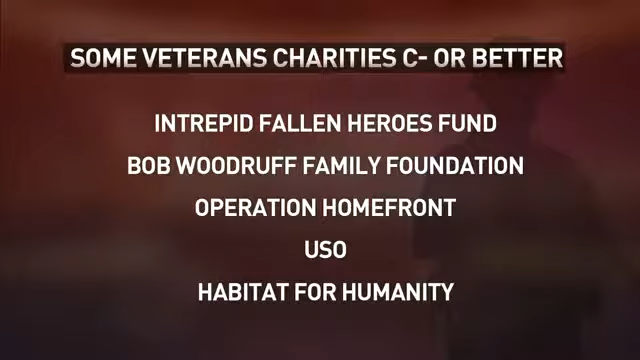 SOME VETERANS CHARITIES C- OR BETTER
INTREPID FALLEN HEROES FUND
BOB WOODRUFF FAMILY FOUNDATION
OPERATION HOMEFRONT
USO
HABITAT FOR HUMANITY